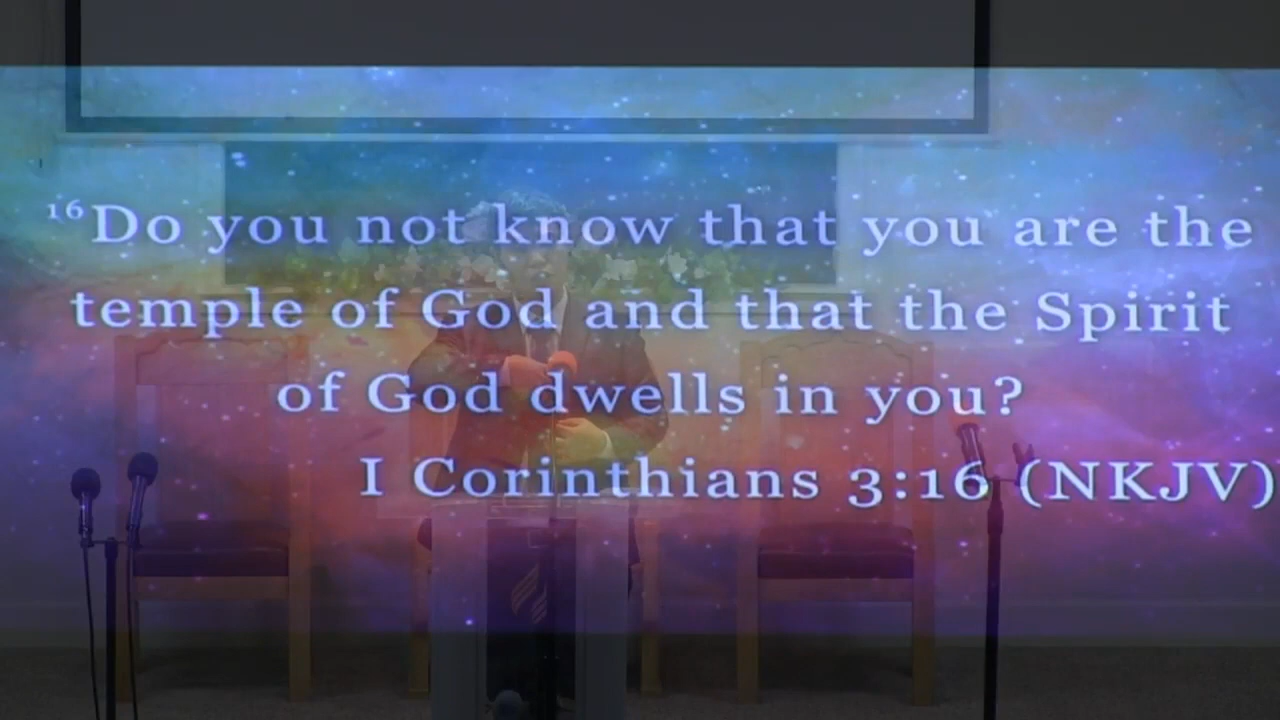 ¹⁶Do you not know that you are the
temple of God and that the Spirit
of God dwells in you?
I Corinthians 3:16 (NKJV)